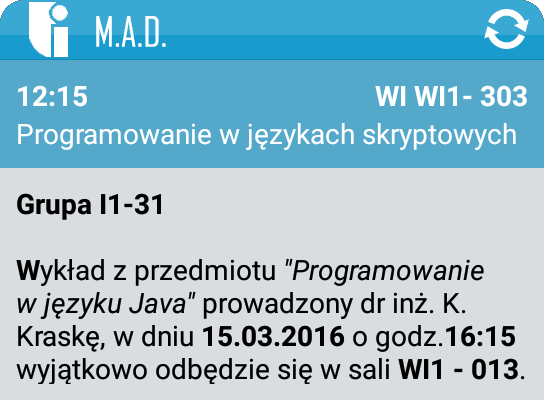 M.A.D.
12:15 WI WI1- 303
Programowanie w językach skryptowych
Grupa I1-31
Wykład z przedmiotu "Programowanie
w języku Java" prowadzony dr inż. K.
Kraskę, w dniu 15.03.2016 o godz.16:15
wyjątkowo odbędzie się w sali WI1 - 013.